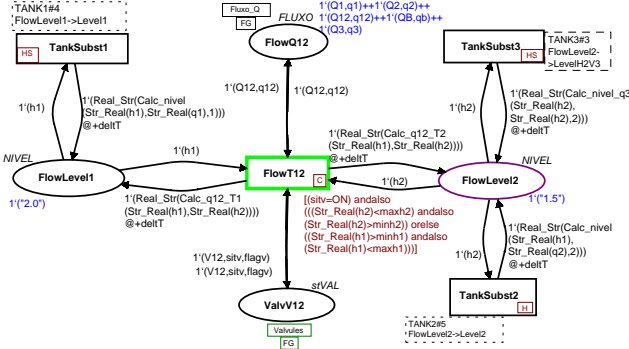 TANK1#4
FlowLevel1->Level1
TankSubst1
HS
1`(h1)
1`(Real_Str(Calc_nivel
(Str_Real(h1),Str_Real(q1),1)))
@+deltT
NIVEL
FlowLevel1
1`("2.0")
1`(h1)
1`(Real_Str(Calc_q12_T1
(Str_Real(h1),Str_Real(h2))))
@+deltT
Fluxo_Q
FG
FLUXO
FlowQ12
1`(Q1,q1)++1`(Q2,q2)++
1`(Q12,q12)++1`(QB,qb)++
1`(Q3,q3)
1`(Q12,q12)
1`(Q12,q12)
FlowT12
C
[(sitv=ON) andalso
(((Str_Real(h2)<maxh2) andalso
(Str_Real(h2)>minh2)) orelse
((Str_Real(h1)>minh1) andalso
(Str_Real(h1)<maxh1)))]
1`(V12,sitv,flagv)
1`(V12,sitv,flagv)
stVAL
ValvV12
Valvules
FG
1`(Real_Str(Calc_q12_T2
(Str_Real(h1),Str_Real(h2))))
@+deltT
1`(h2)
TankSubst3
HS
TANK3#3
FlowLevel2-
->LevelH2V3
1`(h2)
1`(Real_Str(Calc_nivel_q3
(Str_Real(h2),
Str_Real(h2),2)))
@+deltT
NIVEL
FlowLevel2
1`("1.5")
1`(h2)
1`(Real_Str(Calc_nivel
(Str_Real(h1),
Str_Real(q2),2)))
@+deltT
TankSubst2
H
TANK2#5
FlowLevel2->Level2